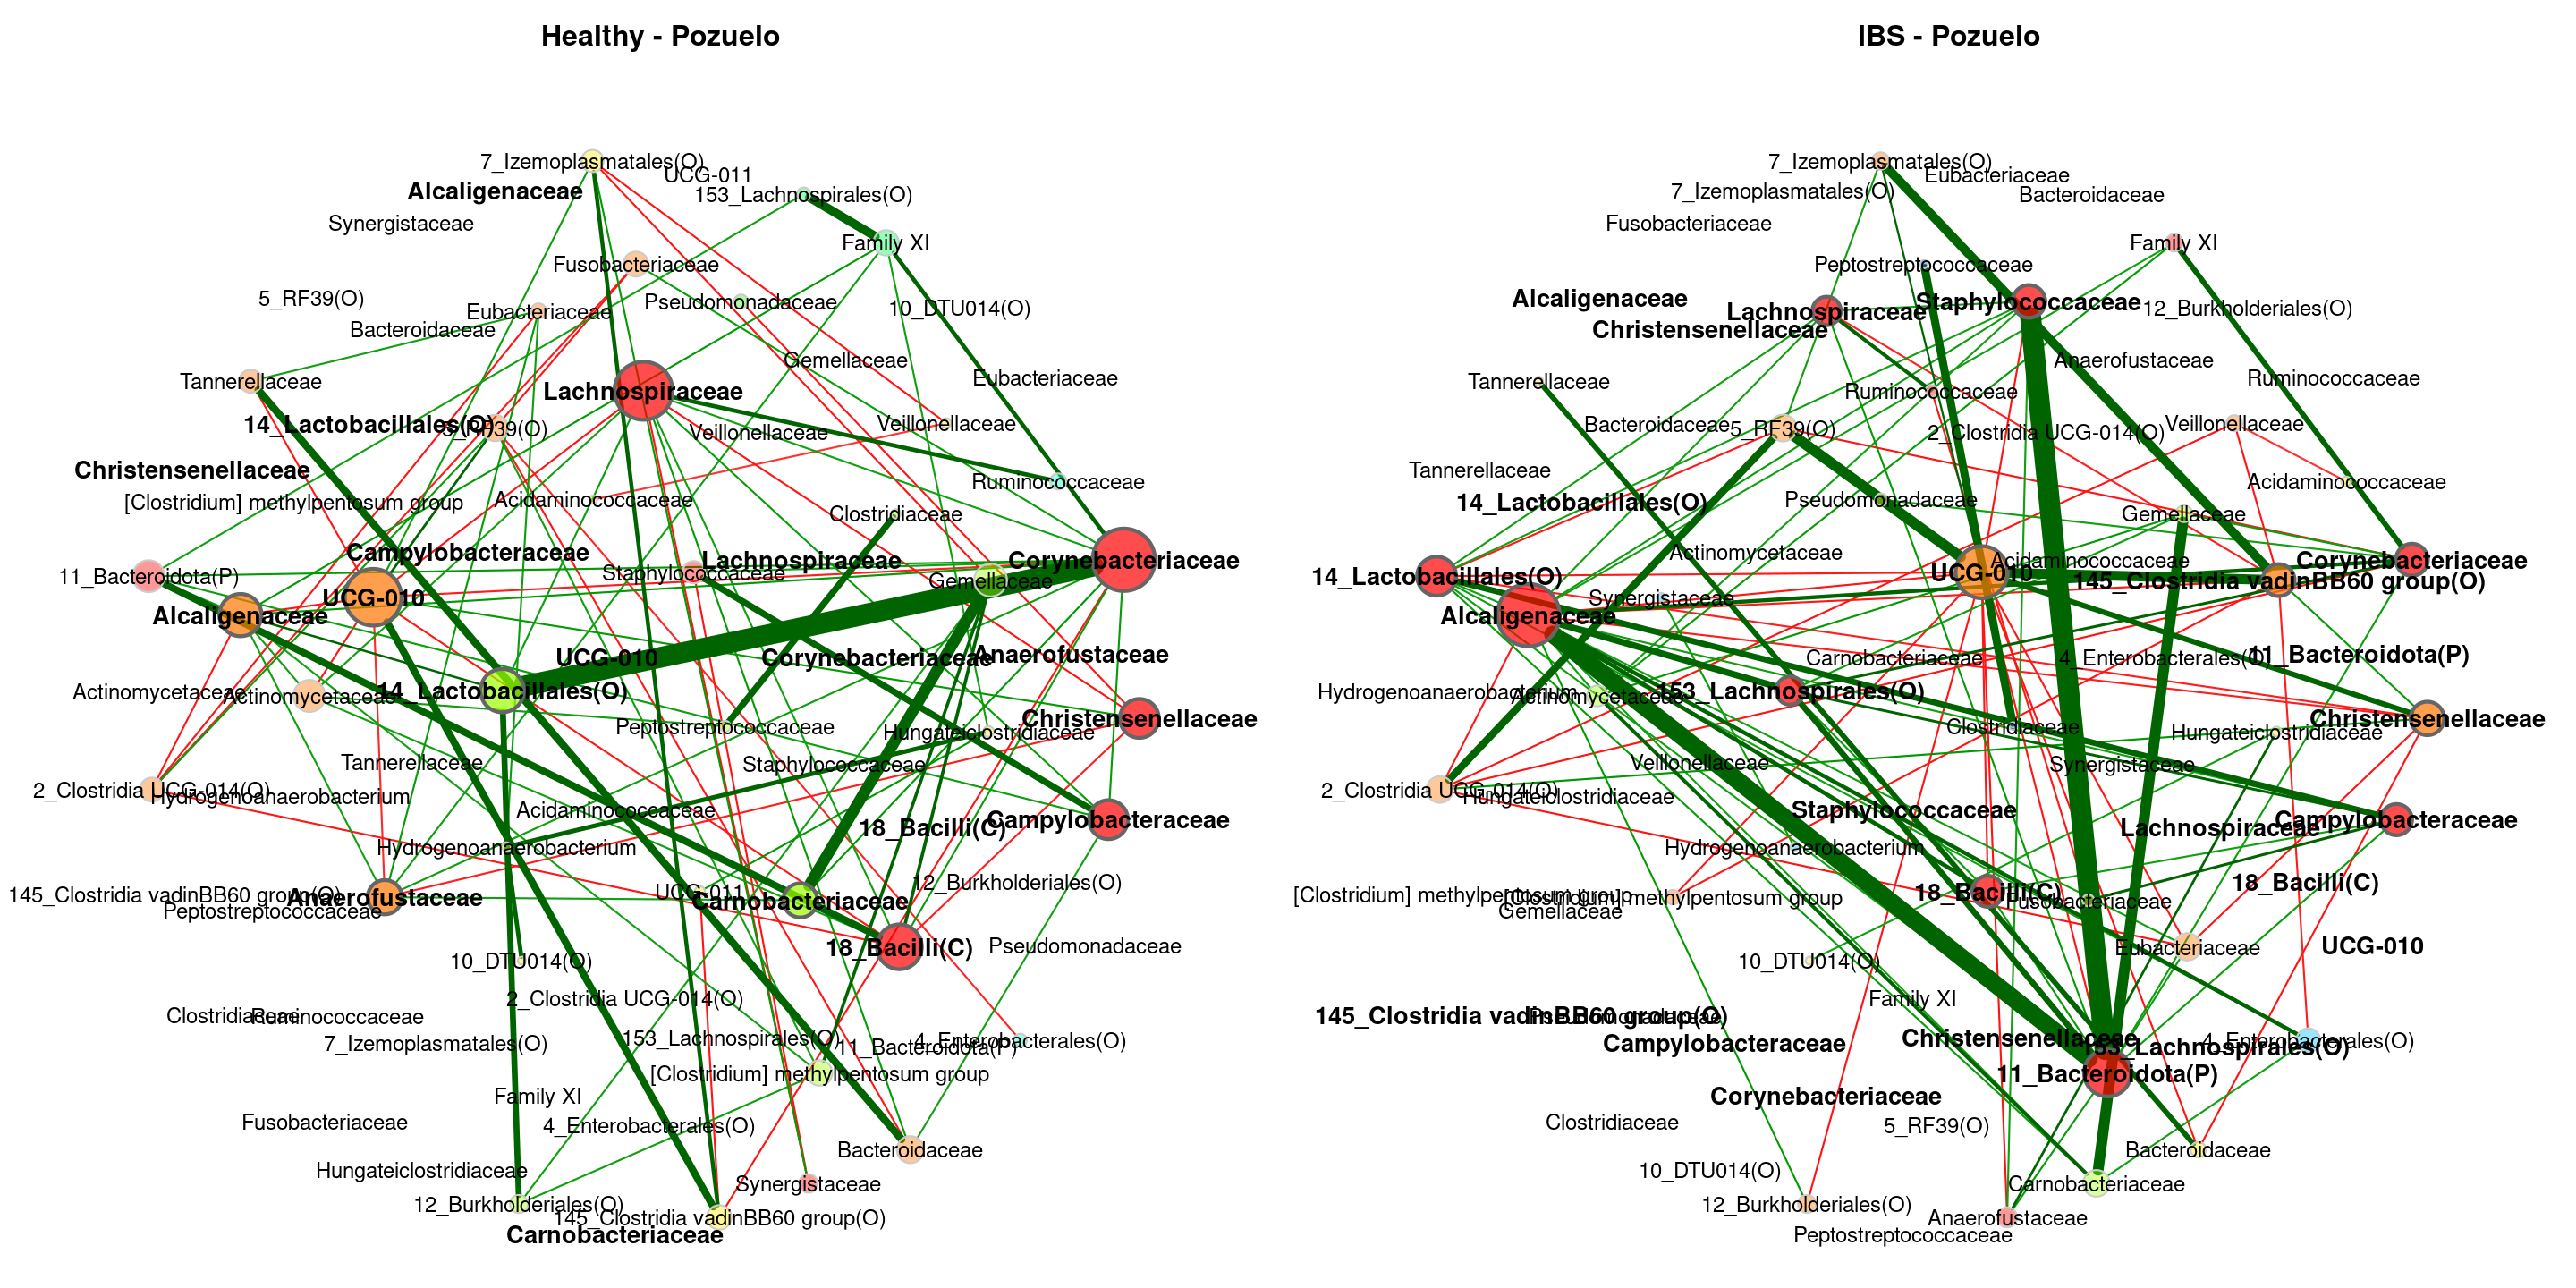 Healthy - Pozuelo
7_Izemoplasmatales(O)
UCG-011
Alcaligenaceae
153_Lachnospirales(O)
Synergistaceae
Family XI
Fusobacteriaceae
5_RF39(O)
Pseudomonadaceae
10_DTU014(O)
Eubacteriaceae
Bacteroidaceae
Gemellaceae
Tannerellaceae
Eubacteriaceae
Lachnospiraceae
14_Lactobacillales(O)
5_RF39(O)
Veillonellaceae
Veillonellaceae
Christensenellaceae
Ruminococcaceae
[Clostridium] methylpentosum group
Acidaminococcaceae
Clostridiaceae
Campylobacteraceae
Lachnospiraceae
Corynebacteriaceae
11_Bacteroidota(P)
Staphylococcaceae
Gemellaceae
UCG-010
Alcaligenaceae
UCG-010
Corynebacteriaceae
Anaerofustaceae
Actinomycetaceae
Actinomycetaceae
14_Lactobacillales(O)
Christensenellaceae
Peptostreptococcaceae
Hungateiclostridiaceae
Tannerellaceae
Staphylococcaceae
2_Clostridia UCG-014(O)
Hydrogenoanaerobacterium
Acidaminococcaceae
18_Bacilli(C)
Campylobacteraceae
Hydrogenoanaerobacterium
145_Clostridia vadinBB60 group(O)
Anaerofustaceae
UCG-011
12_Burkholderiales(O)
Peptostreptococcaceae
Carnobacteriaceae
18_Bacilli(C)
Pseudomonadaceae
10_DTU014(O)
2_Clostridia UCG-014(O)
Clostridiaceae
Ruminococcaceae
7_Izemoplasmatales(O)
153_Lachnospirales(O)
11_Bacteroidota(P)
4_Enterobacterales(O)
[Clostridium] methylpentosum group
Family XI
Fusobacteriaceae
4_Enterobacterales(O)
Bacteroidaceae
Hungateiclostridiaceae
Synergistaceae
12_Burkholderiales(O)
145_Clostridia vadinBB60 group(O)
Carnobacteriaceae
IBS - Pozuelo
7_Izemoplasmatales(O)
Eubacteriaceae
7_Izemoplasmatales(O)
Bacteroidaceae
Fusobacteriaceae
Family XI
Peptostreptococcaceae
Alcaligenaceae
Lachnospiraceae
Staphylococcaceae
12_Burkholderiales(O)
Christensenellaceae
Anaerofustaceae
Tannerellaceae
Ruminococcaceae
Ruminococcaceae
Bacteroidaceae
5_RF39(O)
2_Clostridia UCG-014(O)
Veillonellaceae
Tannerellaceae
Acidaminococcaceae
14_Lactobacillales(O)
Pseudomonadaceae
Gemellaceae
Actinomycetaceae
Acidaminococcaceae
Corynebacteriaceae
14_Lactobacillales(O)
UCG-010
145_Clostridia vadinBB60 group(O)
Synergistaceae
Alcaligenaceae
Carnobacteriaceae
4_Enterobacterales(O)
11_Bacteroidota(P)
Hydrogenoanaerobacterium
Actinomycetaceae
153_Lachnospirales(O)
Christensenellaceae
Clostridiaceae
Hungateiclostridiaceae
Veillonellaceae
Synergistaceae
2_Clostridia UCG-014(O)
Hungateiclostridiaceae
Staphylococcaceae
Lachnospiraceae
Campylobacteraceae
Hydrogenoanaerobacterium
[Clostridium] methylpentosum group
[Clostridium] methylpentosum group
18_Bacilli(C)
18_Bacilli(C)
Gemellaceae
Fusobacteriaceae
Eubacteriaceae
UCG-010
10_DTU014(O)
Family XI
145_Clostridia vadinBB60 group(O)
Pseudomonadaceae
Campylobacteraceae
Christensenellaceae
153_Lachnospirales(O)
4_Enterobacterales(O)
11_Bacteroidota(P)
Corynebacteriaceae
Clostridiaceae
5_RF39(O)
Bacteroidaceae
10_DTU014(O)
Carnobacteriaceae
12_Burkholderiales(O)
Anaerofustaceae
Peptostreptococcaceae